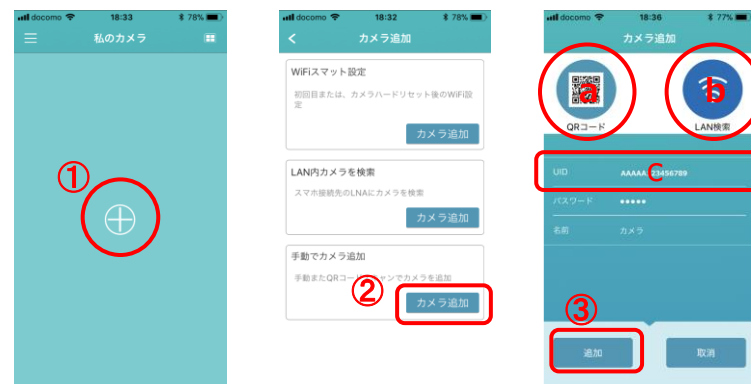 docomo 18:33 78%
私のカメラ
①
docomo 18:32 78%
カメラ追加
WiFiスマット設定
初回目または、カメラハードリセット後のWiFi設
定
カメラ追加
LAN内カメラを検索
スマホ接続先のLNAにカメラを検索
カメラ追加
手動でカメラ追加
手動またQRコードスキャンでカメラを追加
②
カメラ追加
docomo 18:36 77%
カメラ追加
a
b
QRコード
LAN検索
UID AAAAA 23456789
C
パスワード •••••
名前 カメラ
③
追加
取消